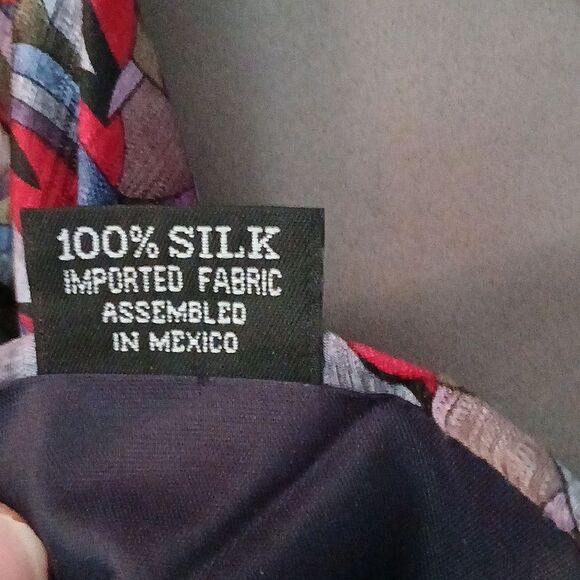 100% SILK
IMPORTED FABRIC
ASSEMBLED
IN MEXICO